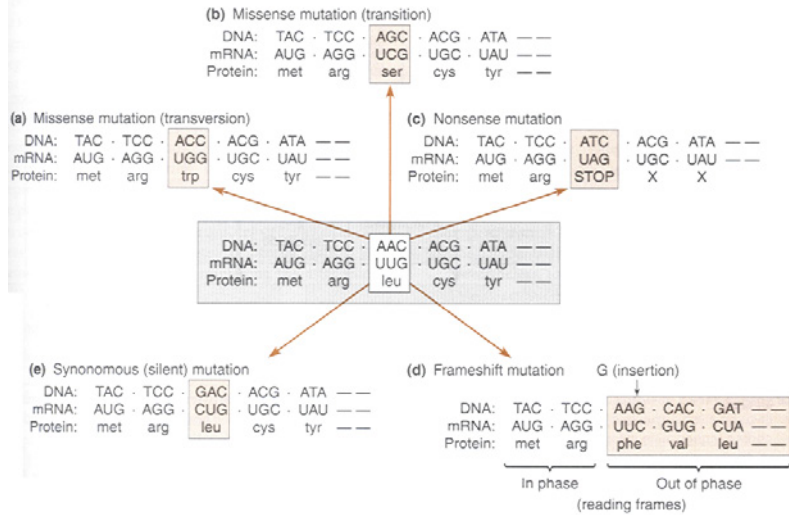 (b) Missense mutation (transition)
DNA: TAC · TCC · AGC · ACG · ATA — —
mRNA: AUG · AGG · UCG · UGC · UAU — —
Protein: met arg ser cys tyr — —
(a) Missense mutation (transversion)
DNA: TAC · TCC · ACC · ACG · ATA — —
mRNA: AUG · AGG · UGG · UGC · UAU — —
Protein: met arg trp cys tyr — —
(c) Nonsense mutation
DNA: TAC · TCC · ATC · ACG · ATA — —
mRNA: AUG · AGG · UAG · UGC · UAU — —
Protein: met arg STOP X X
DNA: TAC · TCC · AAC · ACG · ATA — —
mRNA: AUG · AGG · UUG · UGC · UAU — —
Protein: met arg leu cys tyr — —
(e) Synonomous (silent) mutation
DNA: TAC · TCC · GAC · ACG · ATA — —
mRNA: AUG · AGG · CUG · UGC · UAU — —
Protein: met arg leu cys tyr — —
(d) Frameshift mutation
G (insertion)
DNA: TAC · TCC · AAG · CAC · GAT — —
mRNA: AUG · AGG · UUC · GUG · CUA — —
Protein: met arg phe val leu — —
In phase Out of phase
(reading frames)